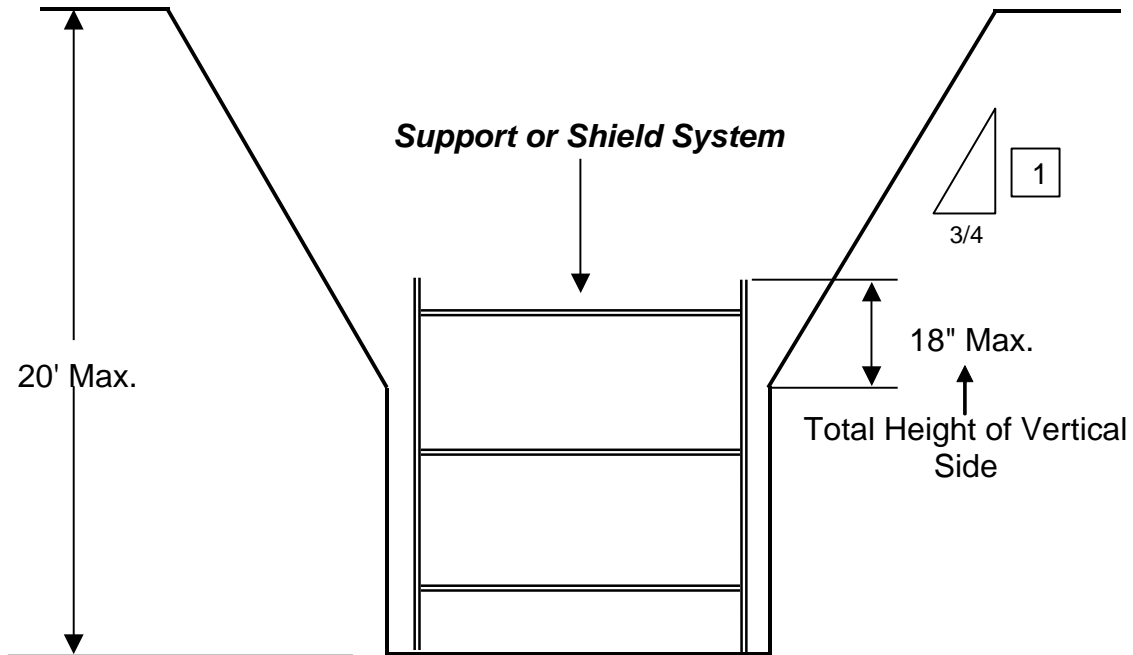 Support or Shield System
1
3/4
18" Max.
20' Max.
Total Height of Vertical
Side